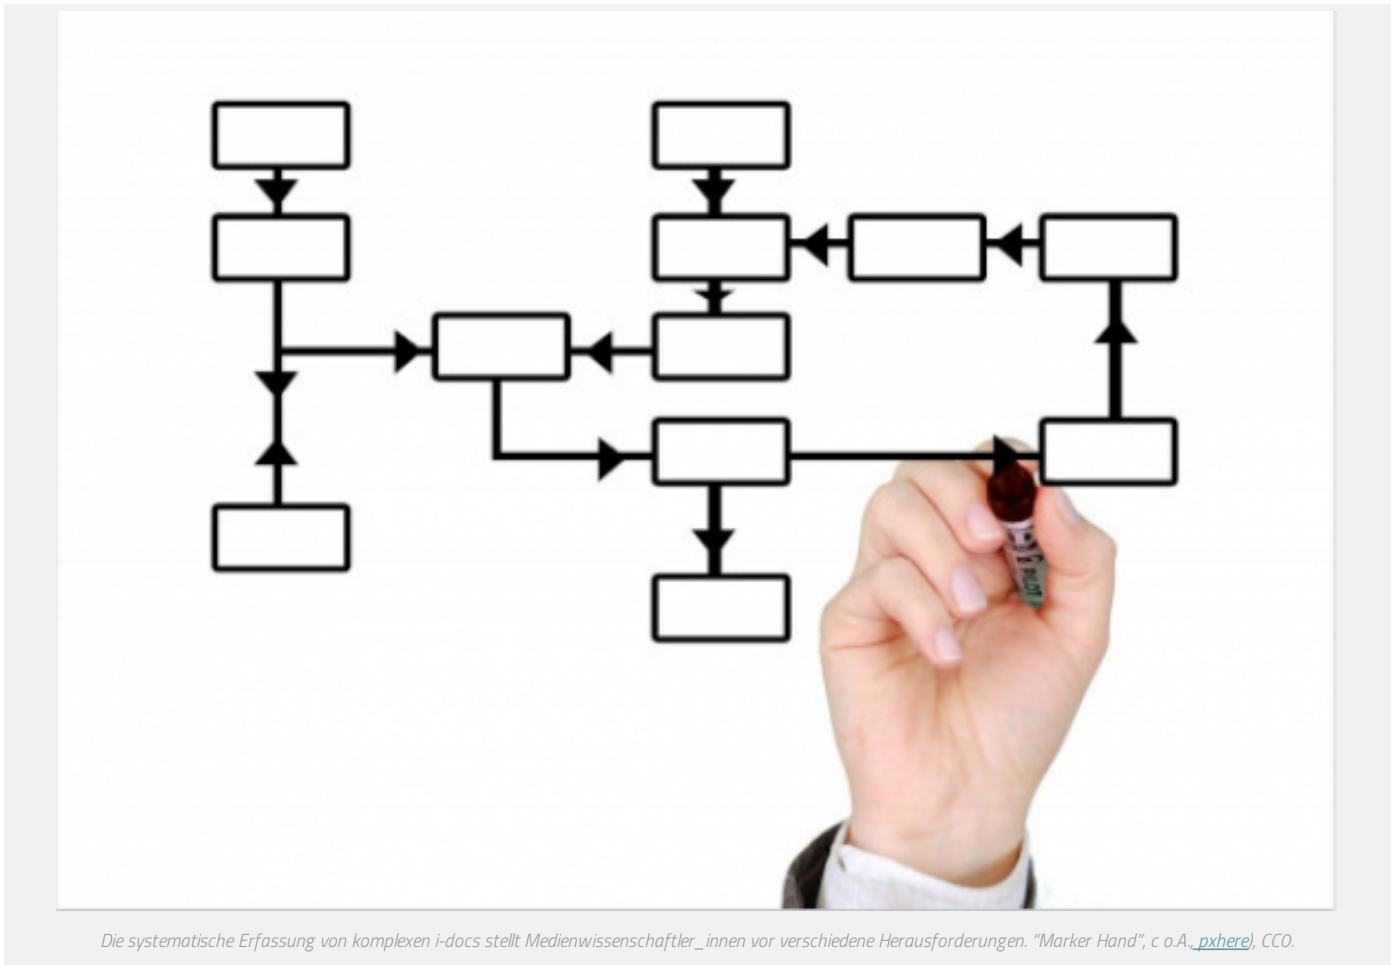 Die systematische Erfassung von komplexen i-docs stellt Medienwissenschaftler_innen vor verschiedene Herausforderungen. “Marker Hand”, c o.A., pxhere), CC0.